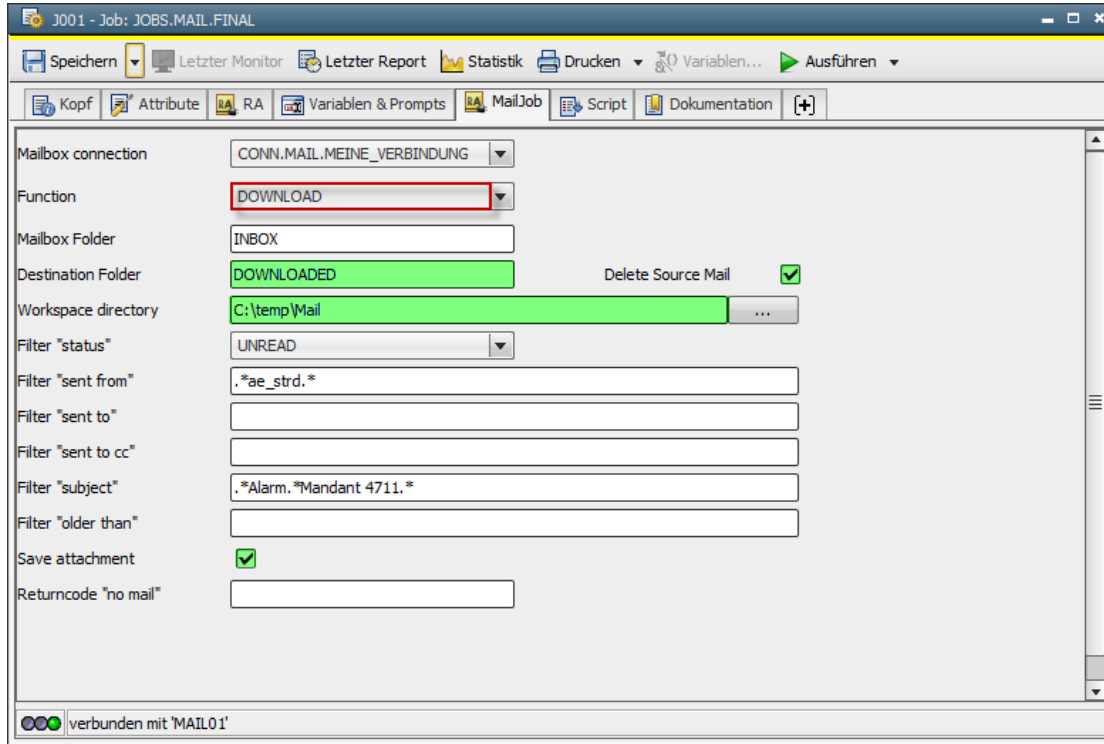 J001 - Job: JOBS.MAIL.FINAL
Speichern Letzter Monitor Letzter Report Statistik Drucken Variablen... Ausführen
Kopf Attribute RA RA Variablen & Prompts RA MailJob Script Dokumentation [+]
Mailbox connection CONN.MAIL.MEINE_VERBINDUNG
Function DOWNLOAD
Mailbox Folder INBOX
Destination Folder DOWNLOADED Delete Source Mail
Workspace directory C:\temp\Mail ...
Filter "status" UNREAD
Filter "sent from" .*ae_strd.*
Filter "sent to"
Filter "sent to cc"
Filter "subject" .*Alarm.*Mandant 4711.*
Filter "older than"
Save attachment
Returncode "no mail"
verbunden mit 'MAIL01'